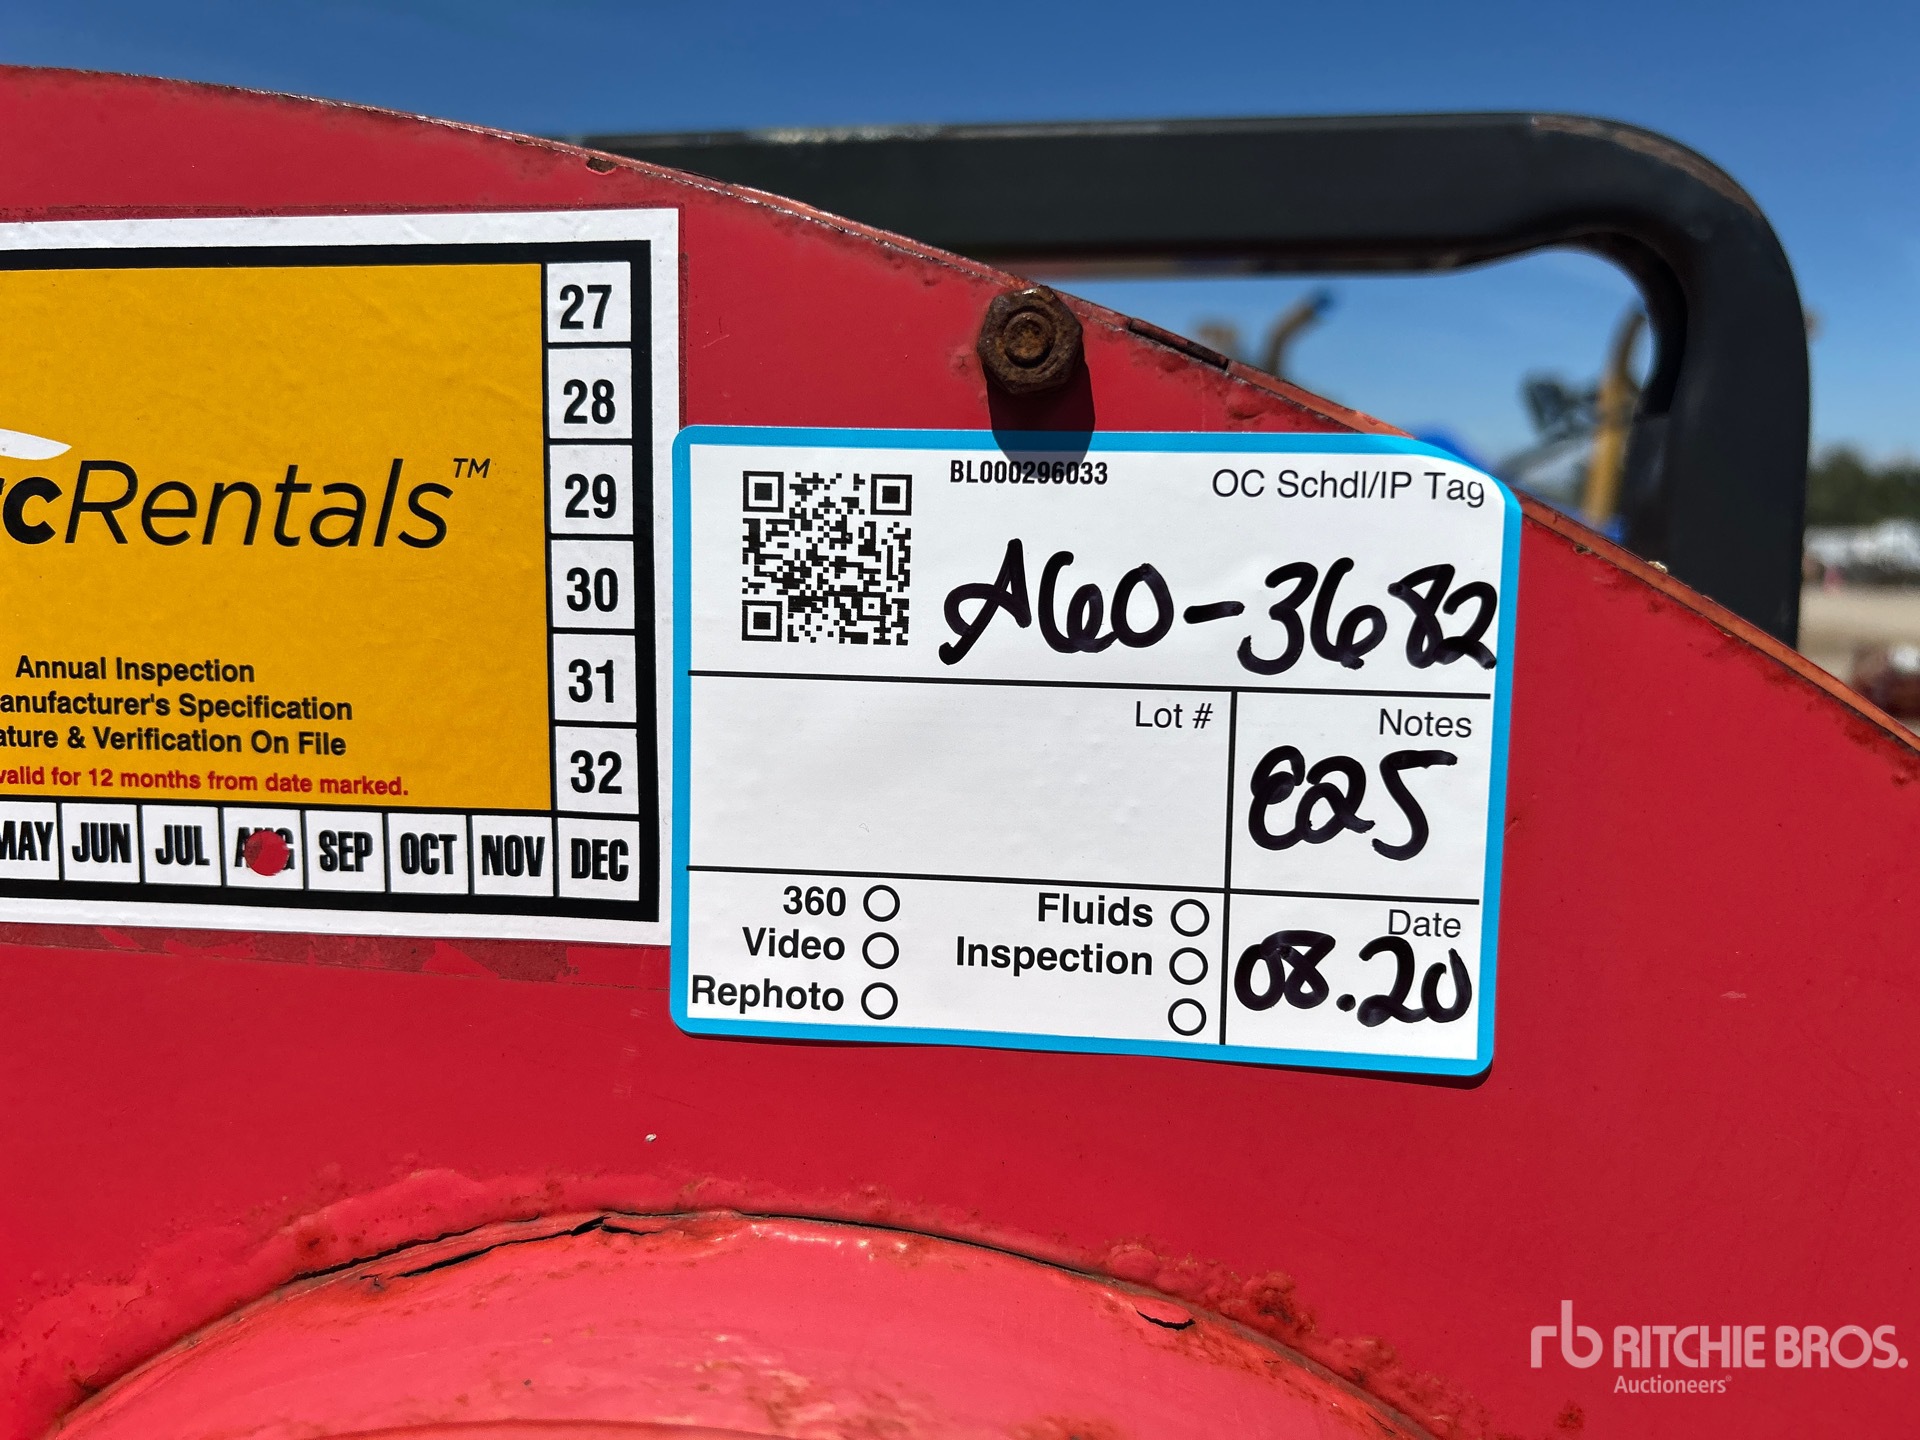 27
28
29
30
31
32
cRentals™
Annual Inspection
anufacturer's Specification
ature & Verification On File
valid for 12 months from date marked.
MAY JUN JUL AUG SEP OCT NOV DEC
BL000296033
OC Schdl/IP Tag
A60-3682
Lot #
Notes
E25
360
Video
Rephoto
Fluids
Inspection
Date
08.20
rb RITCHIE BROS.
Auctioneers®